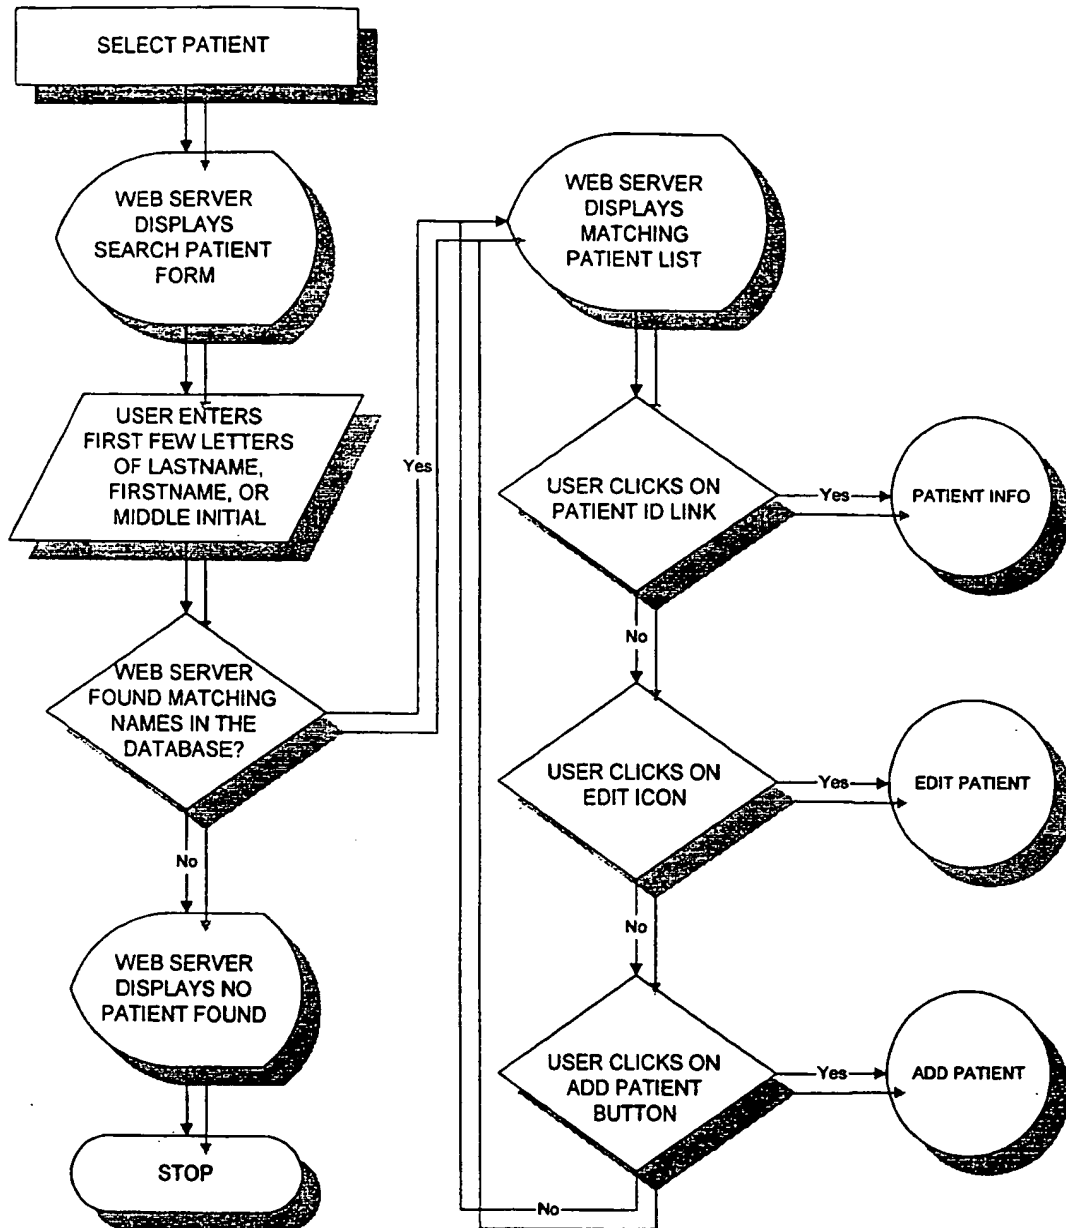 SELECT PATIENT
WEB SERVER
DISPLAYS
SEARCH PATIENT
FORM
USER ENTERS
FIRST FEW LETTERS
OF LASTNAME,
FIRSTNAME, OR
MIDDLE INITIAL
WEB SERVER
FOUND MATCHING
NAMES IN THE
DATABASE?
Yes
No
WEB SERVER
DISPLAYS NO
PATIENT FOUND
STOP
WEB SERVER
DISPLAYS
MATCHING
PATIENT LIST
USER CLICKS ON
PATIENT ID LINK
Yes
PATIENT INFO
No
USER CLICKS ON
EDIT ICON
Yes
EDIT PATIENT
No
USER CLICKS ON
ADD PATIENT
BUTTON
Yes
ADD PATIENT
No